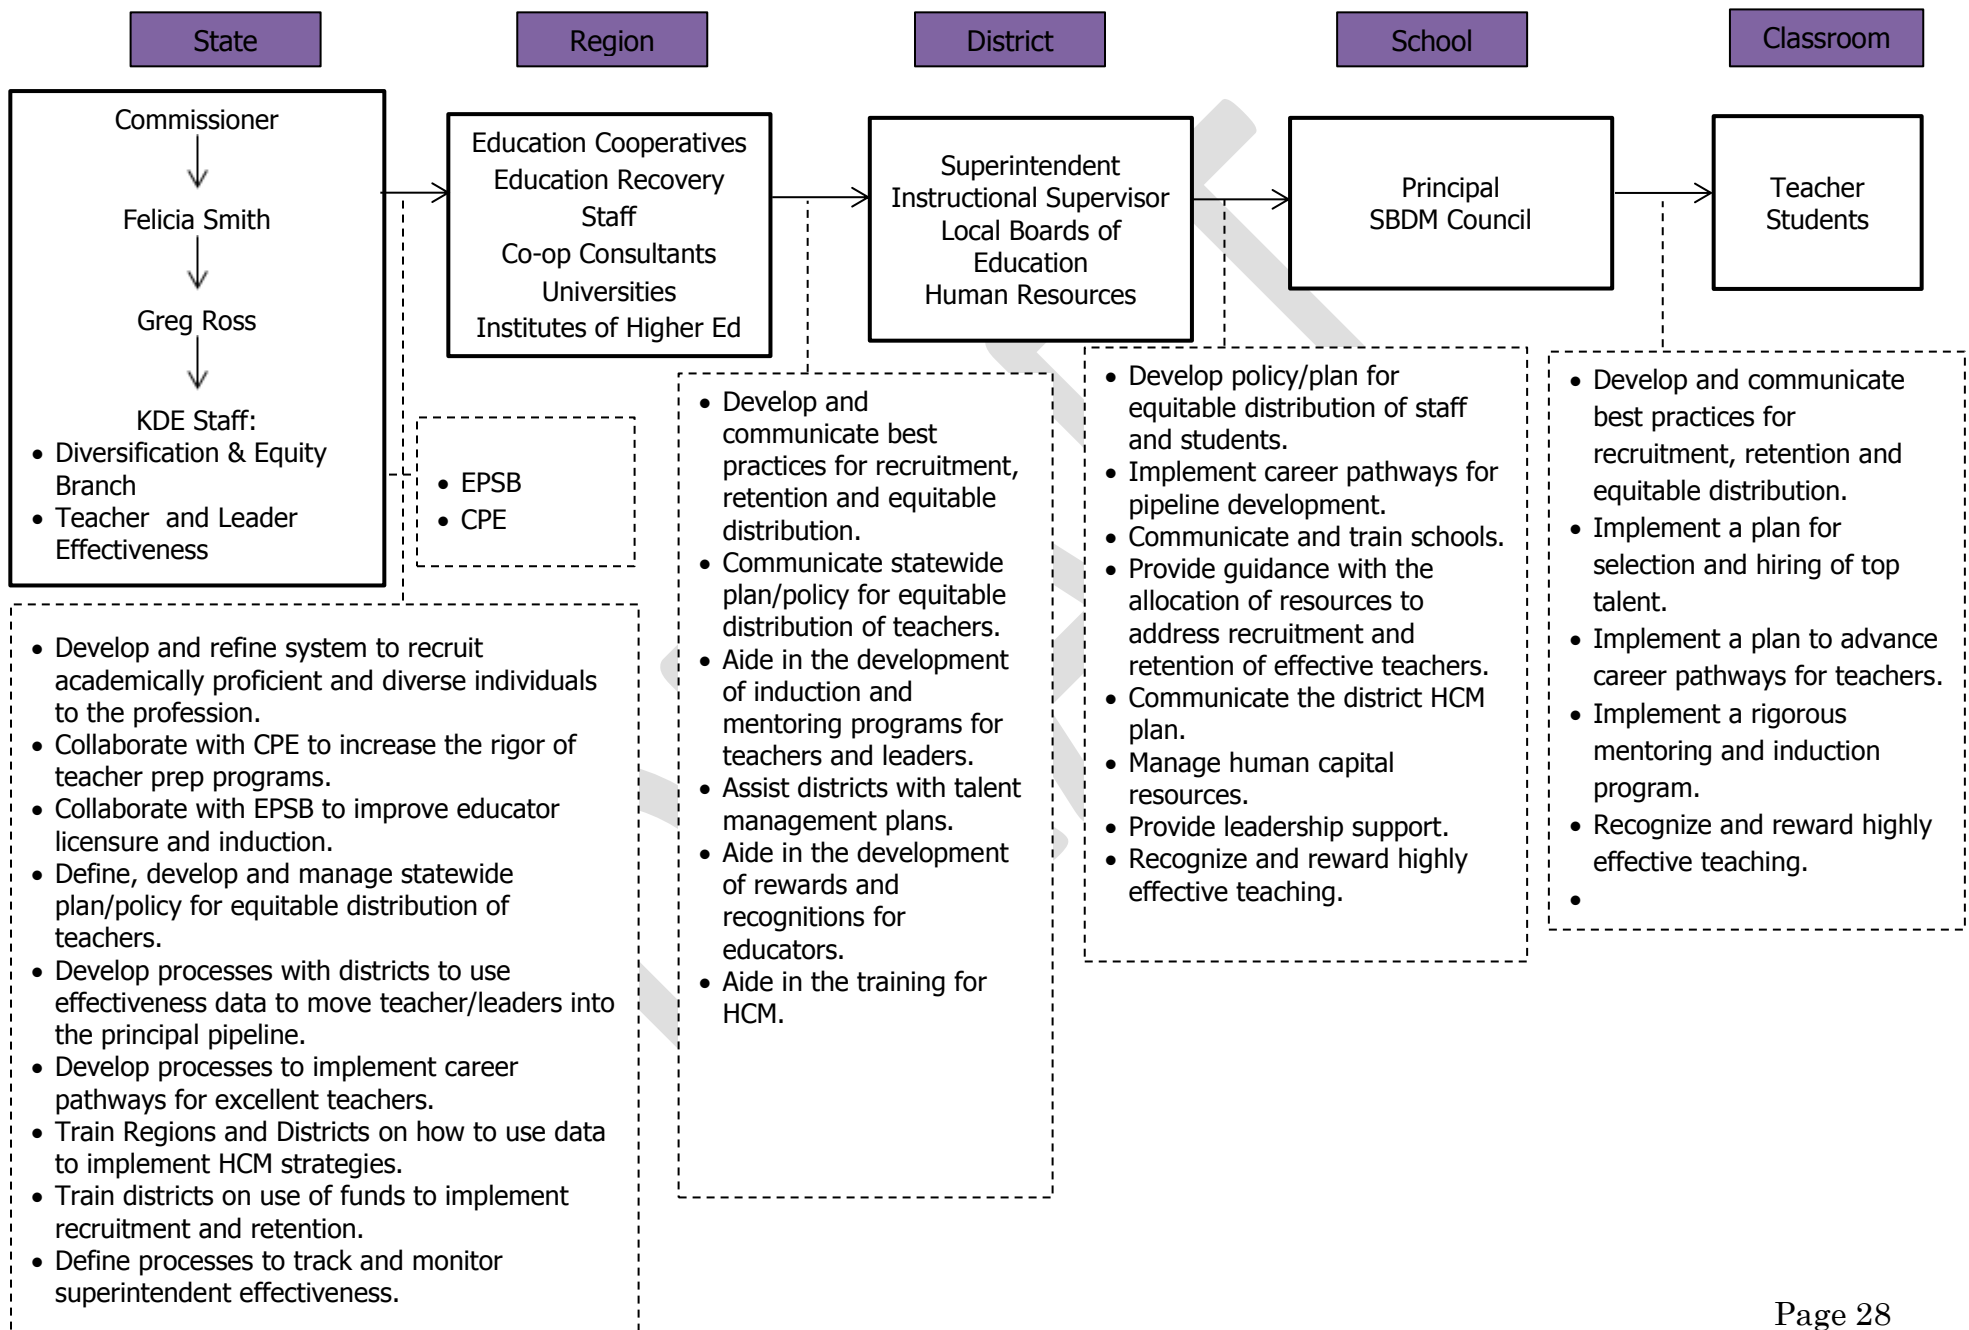 State
Region
District
School
Classroom
Commissioner
Felicia Smith
Greg Ross
KDE Staff:
• Diversification & Equity
Branch
• Teacher and Leader
Effectiveness
Education Cooperatives
Education Recovery
Staff
Co-op Consultants
Universities
Institutes of Higher Ed
Superintendent
Instructional Supervisor
Local Boards of
Education
Human Resources
Principal
SBDM Council
Teacher
Students
• EPSB
• CPE
• Develop and refine system to recruit
academically proficient and diverse individuals
to the profession.
• Collaborate with CPE to increase the rigor of
teacher prep programs.
• Collaborate with EPSB to improve educator
licensure and induction.
• Define, develop and manage statewide
plan/policy for equitable distribution of
teachers.
• Develop processes with districts to use
effectiveness data to move teacher/leaders into
the principal pipeline.
• Develop processes to implement career
pathways for excellent teachers.
• Train Regions and Districts on how to use data
to implement HCM strategies.
• Train districts on use of funds to implement
recruitment and retention.
• Define processes to track and monitor
superintendent effectiveness.
• Develop and
communicate best
practices for recruitment,
retention and equitable
distribution.
• Communicate statewide
plan/policy for equitable
distribution of teachers.
• Aide in the development
of induction and
mentoring programs for
teachers and leaders.
• Assist districts with talent
management plans.
• Aide in the development
of rewards and
recognitions for
educators.
• Aide in the training for
HCM.
• Develop policy/plan for
equitable distribution of staff
and students.
• Implement career pathways for
pipeline development.
• Communicate and train schools.
• Provide guidance with the
allocation of resources to
address recruitment and
retention of effective teachers.
• Communicate the district HCM
plan.
• Manage human capital
resources.
• Provide leadership support.
• Recognize and reward highly
effective teaching.
• Develop and communicate
best practices for
recruitment, retention and
equitable distribution.
• Implement a plan for
selection and hiring of top
talent.
• Implement a plan to advance
career pathways for teachers.
• Implement a rigorous
mentoring and induction
program.
• Recognize and reward highly
effective teaching.
•
Page 28